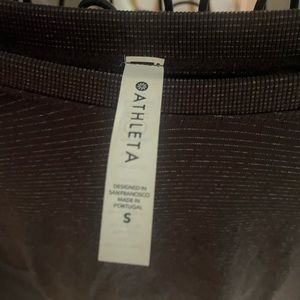 ATHLETA
DESIGNED IN
SAN FRANCISCO
MADE IN
PORTUGAL
S